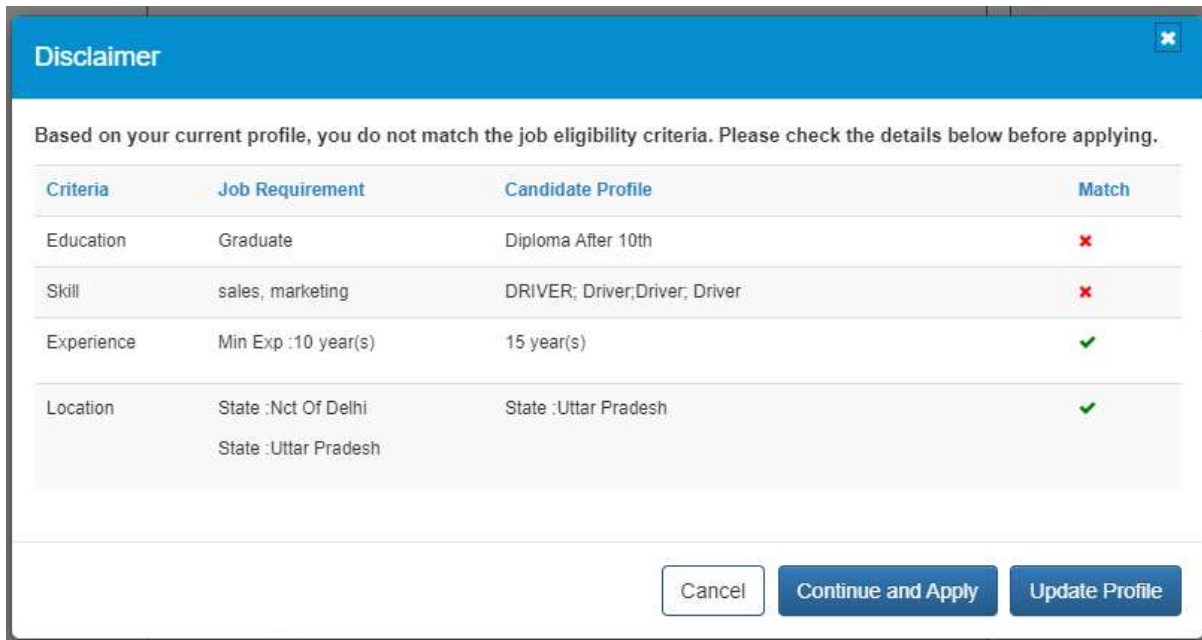 Disclaimer
Based on your current profile, you do not match the job eligibility criteria. Please check the details below before applying.
Criteria Job Requirement Candidate Profile Match
Education Graduate Diploma After 10th
Skill sales, marketing DRIVER; Driver;Driver; Driver
Experience Min Exp :10 year(s) 15 year(s)
Location State :Nct Of Delhi State :Uttar Pradesh
State :Uttar Pradesh
Cancel Continue and Apply Update Profile